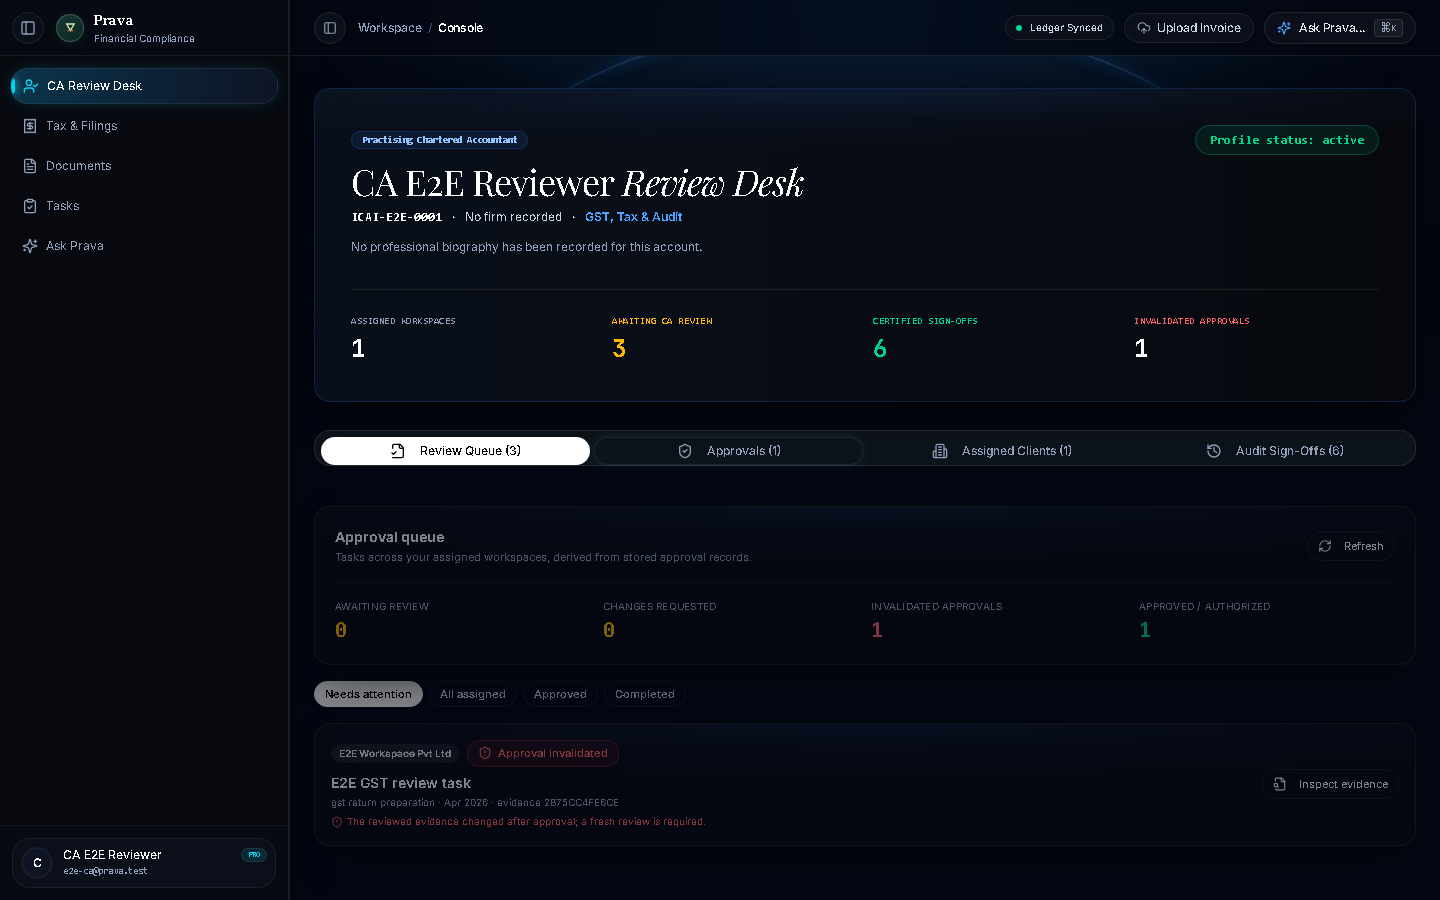 Prava
Financial Compliance
CA Review Desk
Tax & Filings
Documents
Tasks
Ask Prava
CA E2E Reviewer
e2e-ca@prava.test
PRO
C
Workspace / Console
Ledger Synced
Upload Invoice
Ask Prava... ⌘K
Practising Chartered Accountant
Profile status: active
CA E2E Reviewer Review Desk
ICAI-E2E-0001 · No firm recorded · GST, Tax & Audit
No professional biography has been recorded for this account.
ASSIGNED WORKSPACES
1
AWAITING CA REVIEW
3
CERTIFIED SIGN-OFFS
6
INVALIDATED APPROVALS
1
Review Queue (3)
Approvals (1)
Assigned Clients (1)
Audit Sign-Offs (6)
Approval queue
Tasks across your assigned workspaces, derived from stored approval records.
Refresh
AWAITING REVIEW
0
CHANGES REQUESTED
0
INVALIDATED APPROVALS
1
APPROVED / AUTHORIZED
1
Needs attention
All assigned
Approved
Completed
E2E Workspace Pvt Ltd
Approval invalidated
E2E GST review task
gst return preparation · Apr 2026 · evidence 2875CC4FE6CE
The reviewed evidence changed after approval; a fresh review is required.
Inspect evidence